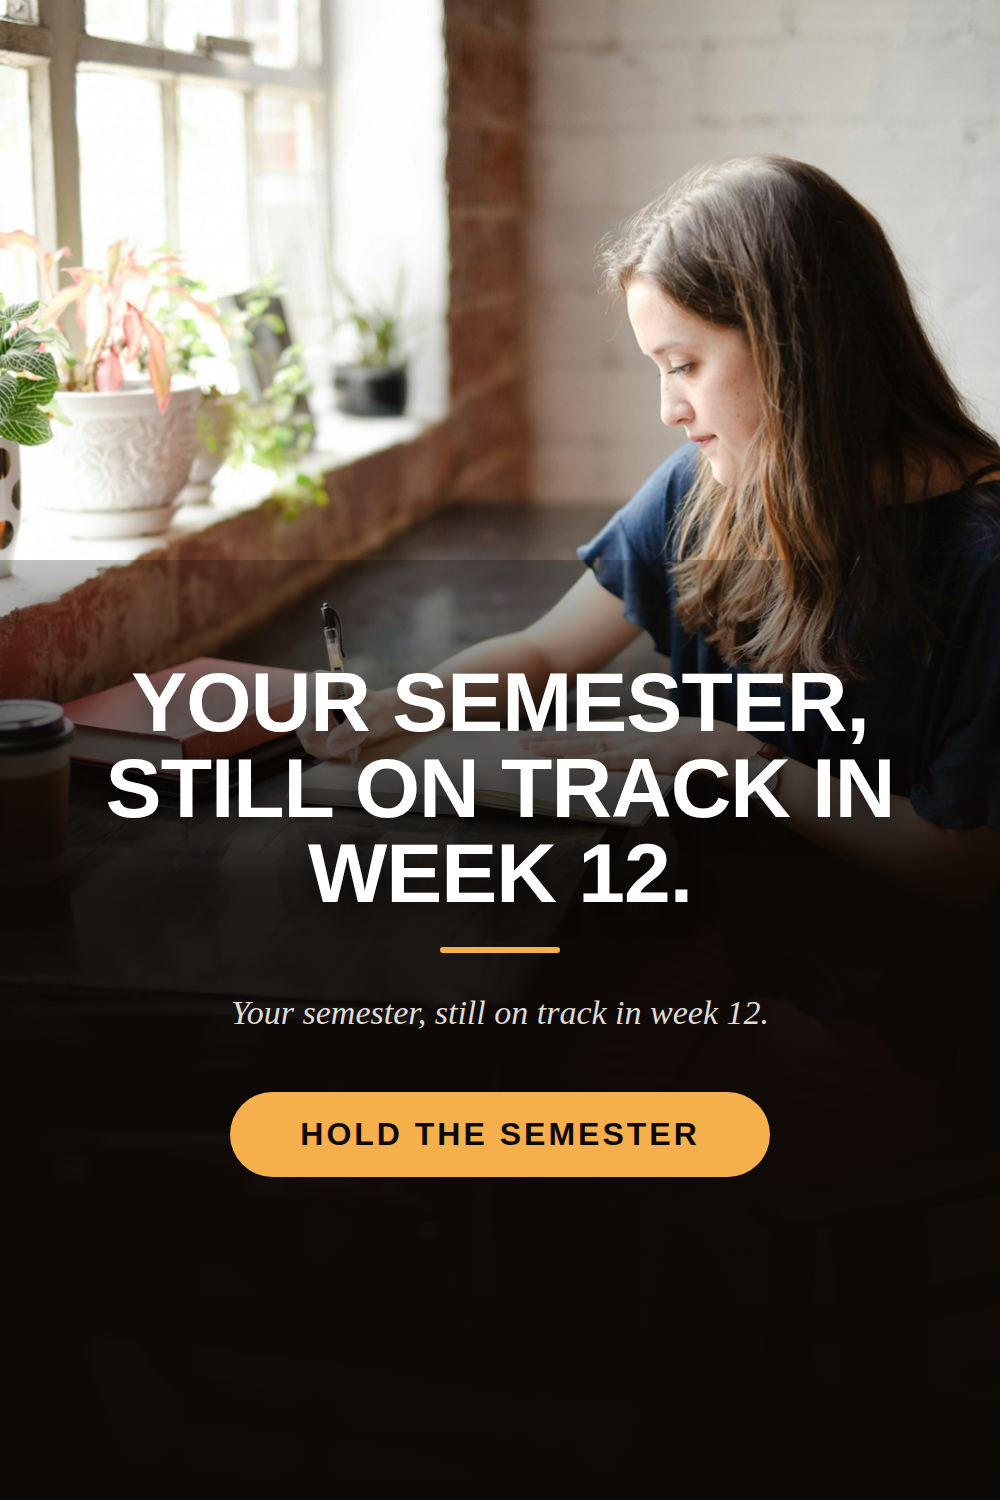 YOUR SEMESTER,
STILL ON TRACK IN
WEEK 12.
Your semester, still on track in week 12.
HOLD THE SEMESTER